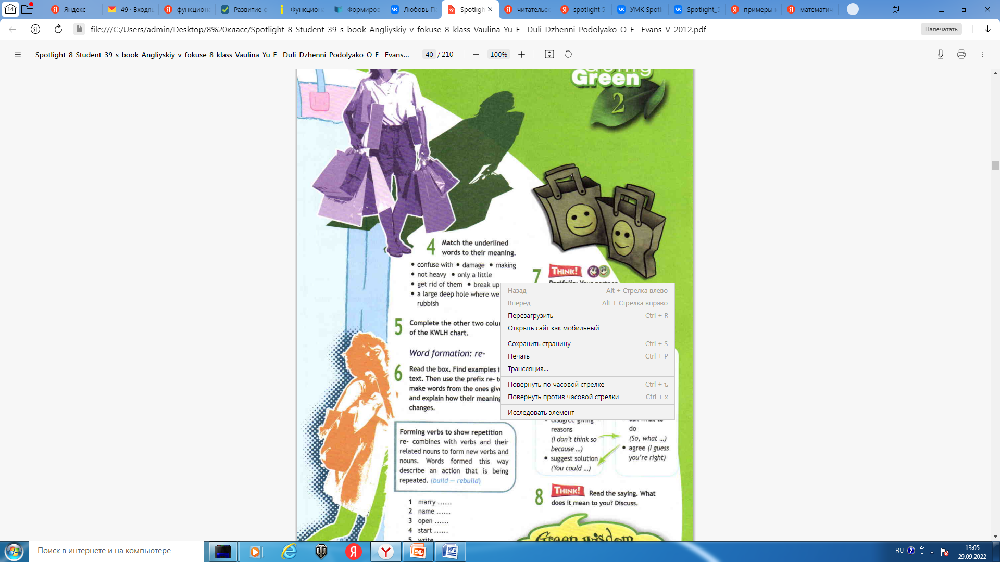 14
Яндекс
49 · Входящ
функциона
Развитие ф
Функцион
Формиров
Любовь Па
Spotligh
читательск
spotlight 5
УМК Spotli
Spotlight_5
примеры м
математич
file:///C:/Users/admin/Desktop/8%20класс/Spotlight_8_Student_39_s_book_Angliyskiy_v_fokuse_8_klass_Vaulina_Yu_E__Duli_Dzhenni_Podolyako_O_E__Evans_V_2012.pdf
Напечатать
Spotlight_8_Student_39_s_book_Angliyskiy_v_fokuse_8_klass_Vaulina_Yu_E__Duli_Dzhenni_Podolyako_O_E__Evans...
40 / 210
100%
Going
Green
2
4 Match the underlined
words to their meaning.
• confuse with • damage • making
• not heavy • only a little
• get rid of them • break up
• a large deep hole where we
rubbish
5 Complete the other two colu
of the KWLH chart.
Word formation: re-
6 Read the box. Find examples i
text. Then use the prefix re- t
make words from the ones giv
and explain how their meaning
changes.
Forming verbs to show repetition
re- combines with verbs and their
related nouns to form new verbs and
nouns. Words formed this way
describe an action that is being
repeated. (build – rebuild)
1 marry ......
2 name ......
3 open ......
4 start ......
5 write
7 THINK!
Portfolio: Your partner
Назад Alt + Стрелка влево
Вперёд Alt + Стрелка вправо
Перезагрузить Ctrl + R
Открыть сайт как мобильный
Сохранить страницу Ctrl + S
Печать Ctrl + P
Трансляция...
Повернуть по часовой стрелке Ctrl + ъ
Повернуть против часовой стрелки Ctrl + х
Исследовать элемент
• disagree giving
reasons
(I don't think so
because ...)
• suggest solution
(You could ...)
ask what to
do
(So, what ...)
• agree (I guess
you're right)
8 THINK! Read the saying. What
does it mean to you? Discuss.
Green wisdom
Поиск в интернете и на компьютере
RU
13:05
29.09.2022